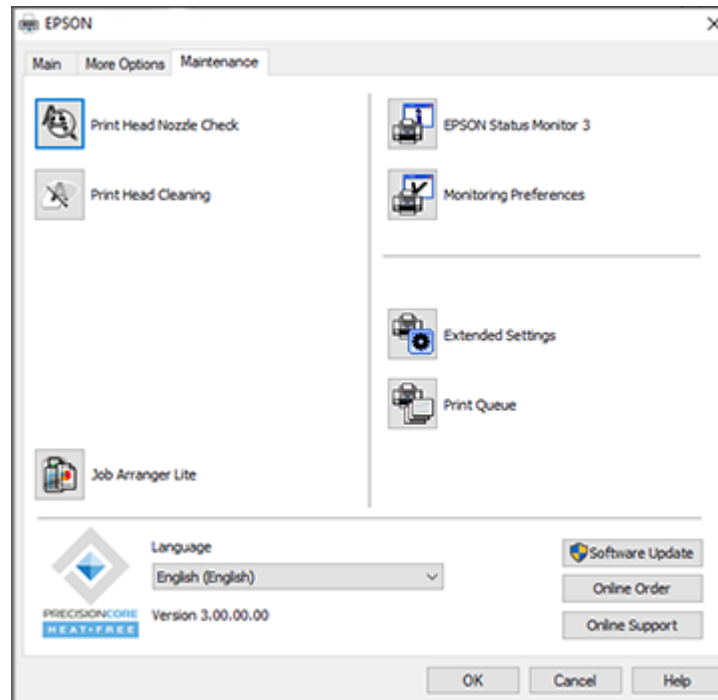 EPSON
Main
More Options
Maintenance
Print Head Nozzle Check
Print Head Cleaning
Job Arranger Lite
EPSON Status Monitor 3
Monitoring Preferences
Extended Settings
Print Queue
PRECISIONCORE
HEAT-FREE
Language
English (English)
Version 3.00.00.00
Software Update
Online Order
Online Support
OK
Cancel
Help